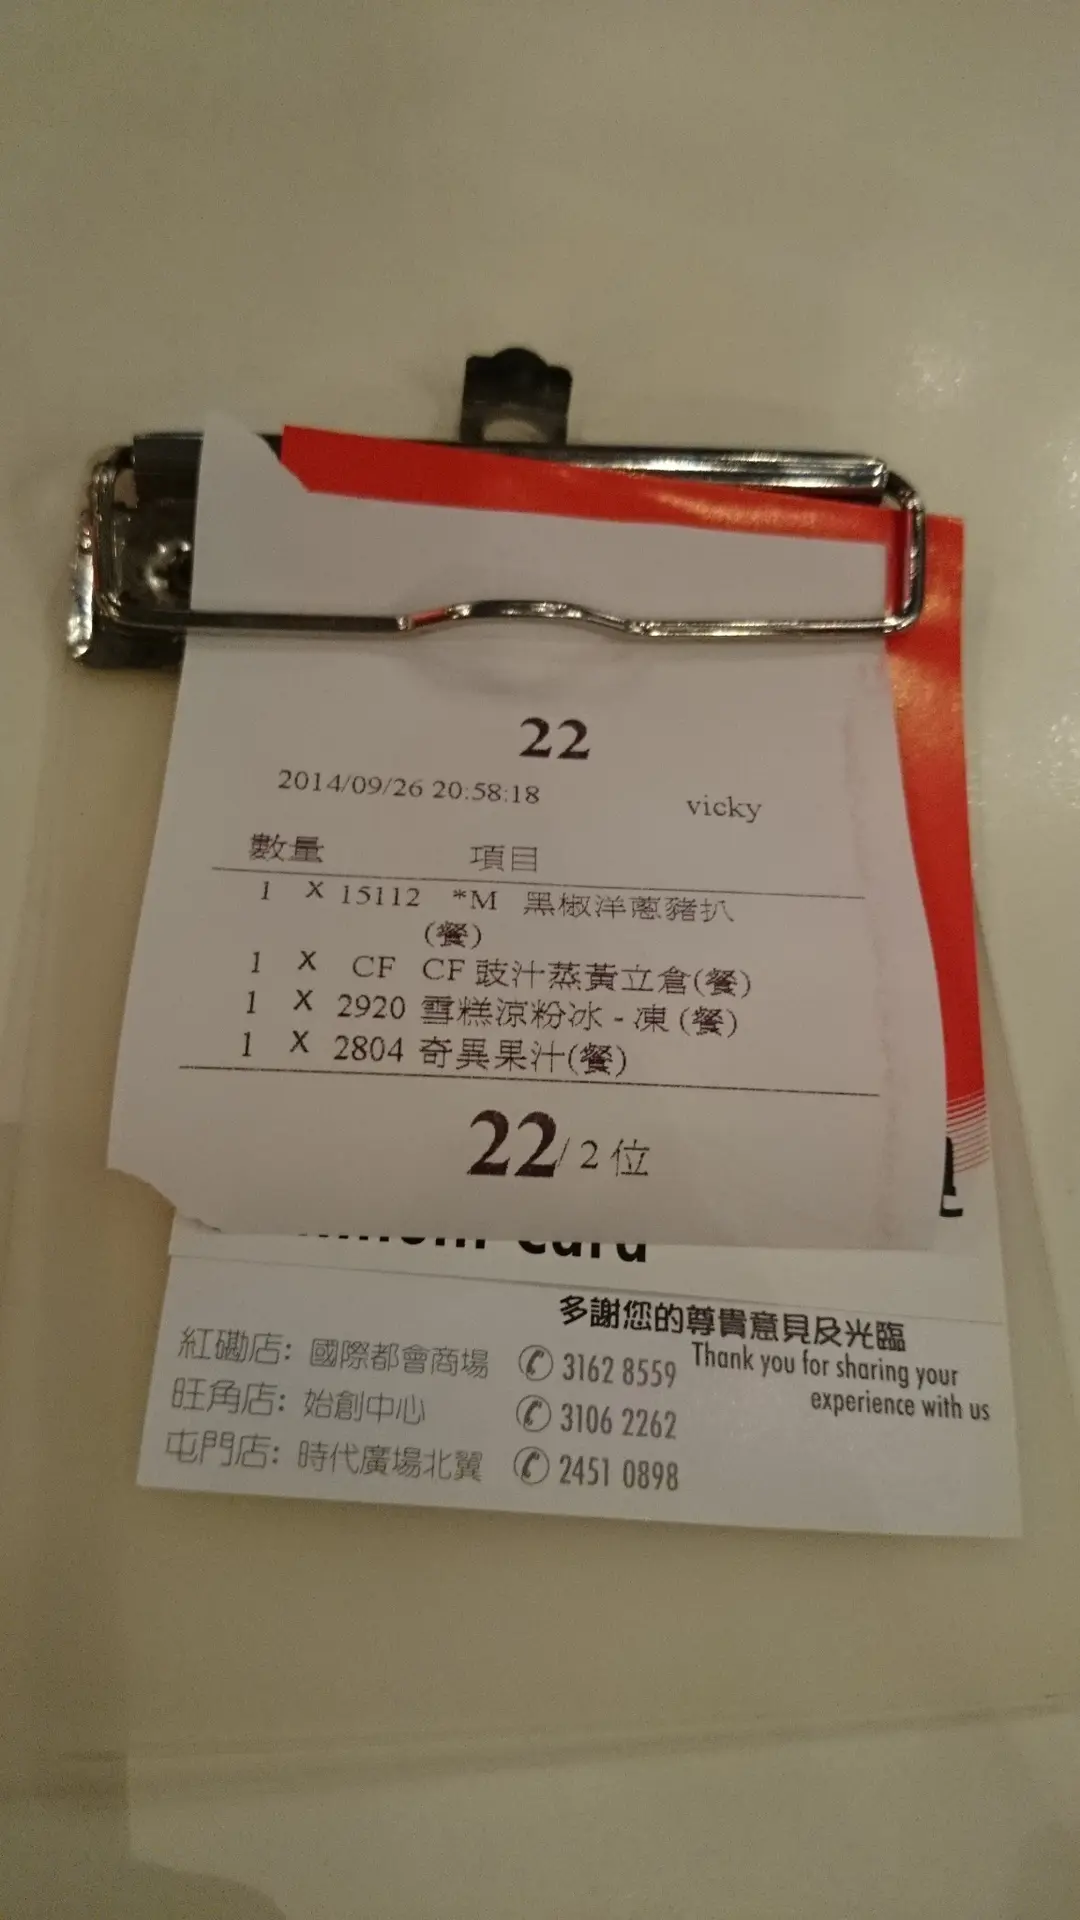 22
2014/09/26 20:58:18 vicky
數量 項目
1 X 15112 *M 黑椒洋蔥豬扒
(餐)
1 X CF CF 豉汁蒸黃立倉(餐)
1 X 2920 雪糕涼粉冰 - 凍 (餐)
1 X 2804 奇異果汁(餐)
22/ 2 位
Card
多謝您的尊貴意見及光臨
Thank you for sharing your
experience with us
紅磡店: 國際都會商場 3162 8559
旺角店: 始創中心 3106 2262
屯門店: 時代廣場北翼 2451 0898